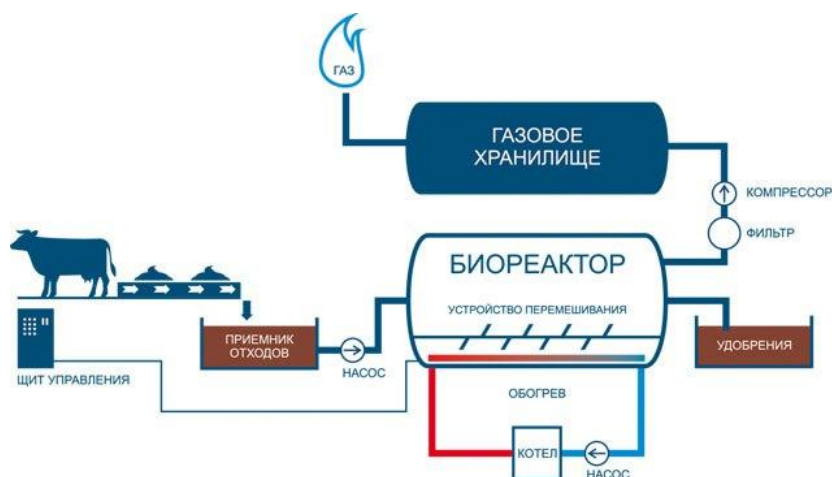 ГАЗ
ГАЗОВОЕ
ХРАНИЛИЩЕ
КОМПРЕССОР
ФИЛЬТР
БИОРЕАКТОР
УСТРОЙСТВО ПЕРЕМЕШИВАНИЯ
ПРИЕМНИК
ОТХОДОВ
НАСОС
УДОБРЕНИЯ
ЩИТ УПРАВЛЕНИЯ
ОБОГРЕВ
КОТЕЛ
НАСОС